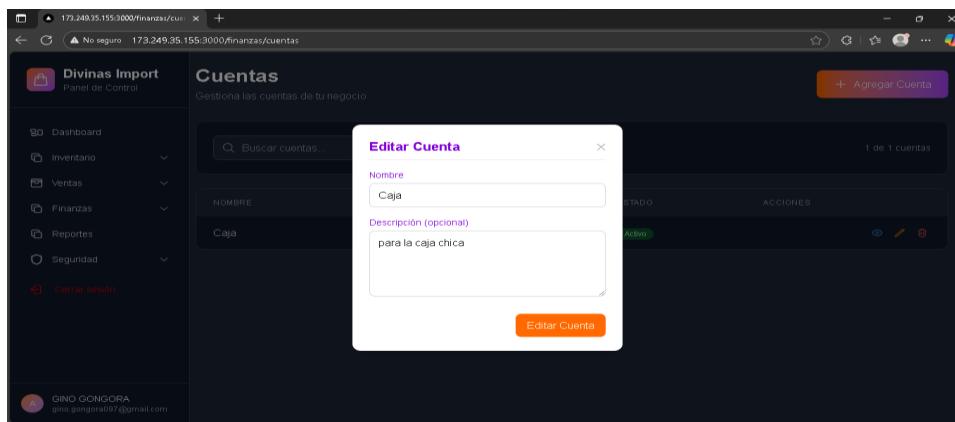 173.249.35.155:3000/finanzas/cue
No seguro 173.249.35.155:3000/finanzas/cuentas
Divinas Import
Panel de Control
Cuentas
Gestiona las cuentas de tu negocio
+ Agregar Cuenta
Dashboard
Inventario
Ventas
Finanzas
Reportes
Seguridad
Cerrar sesión
Buscar cuentas...
1 de 1 cuentas
NOMBRE
ACCIONES
Caja
Activo
Editar Cuenta
Nombre
Caja
Descripción (opcional)
para la caja chica
Editar Cuenta
A
GINO GONGORA
gino.gongora097@gmail.com